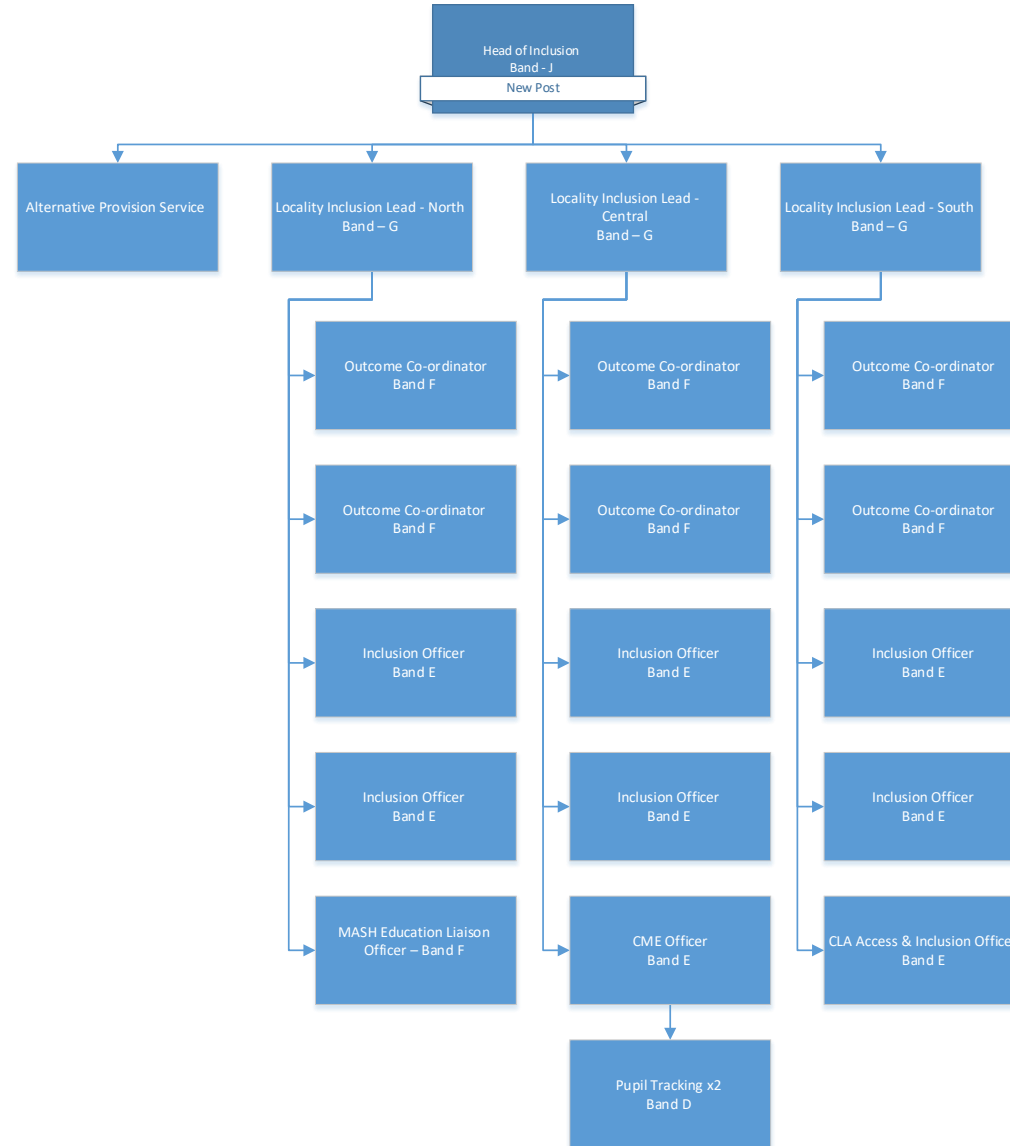 Head of Inclusion
Band - J
New Post
Alternative Provision Service
Locality Inclusion Lead - North
Band – G
Locality Inclusion Lead -
Central
Band – G
Locality Inclusion Lead - South
Band – G
Outcome Co-ordinator
Band F
Outcome Co-ordinator
Band F
Outcome Co-ordinator
Band F
Outcome Co-ordinator
Band F
Outcome Co-ordinator
Band F
Outcome Co-ordinator
Band F
Inclusion Officer
Band E
Inclusion Officer
Band E
Inclusion Officer
Band E
Inclusion Officer
Band E
Inclusion Officer
Band E
Inclusion Officer
Band E
MASH Education Liaison
Officer – Band F
CME Officer
Band E
CLA Access & Inclusion Office
Band E
Pupil Tracking x2
Band D